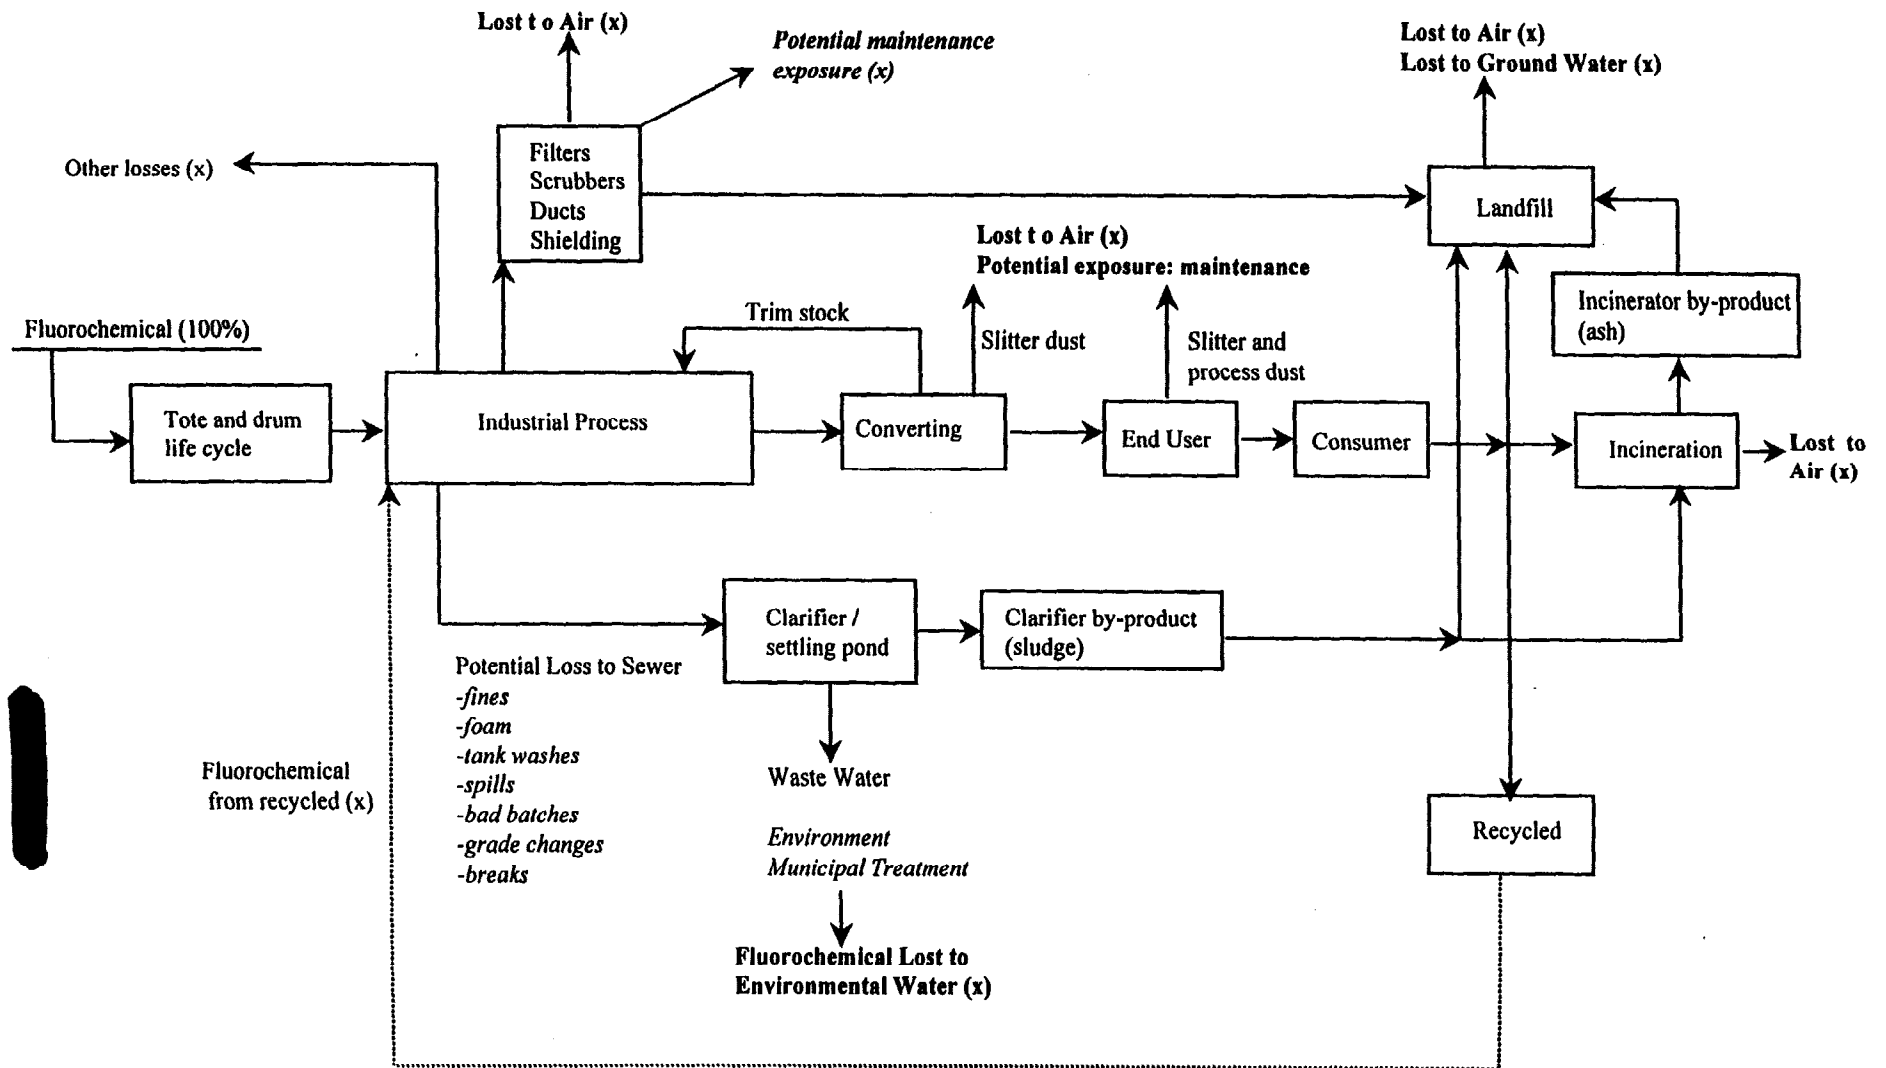 Lost t o Air (x)
Potential maintenance
exposure (x)
Lost to Air (x)
Lost to Ground Water (x)
Other losses (x)
Filters
Scrubbers
Ducts
Shielding
Landfill
Lost t o Air (x)
Potential exposure: maintenance
Incinerator by-product
(ash)
Fluorochemical (100%)
Trim stock
Slitter dust
Slitter and
process dust
Tote and drum
life cycle
Industrial Process
Converting
End User
Consumer
Incineration
Lost to
Air (x)
Clarifier /
settling pond
Clarifier by-product
(sludge)
Potential Loss to Sewer
-fines
-foam
-tank washes
-spills
-bad batches
-grade changes
-breaks
Fluorochemical
from recycled (x)
Waste Water
Environment
Municipal Treatment
Recycled
Fluorochemical Lost to
Environmental Water (x)